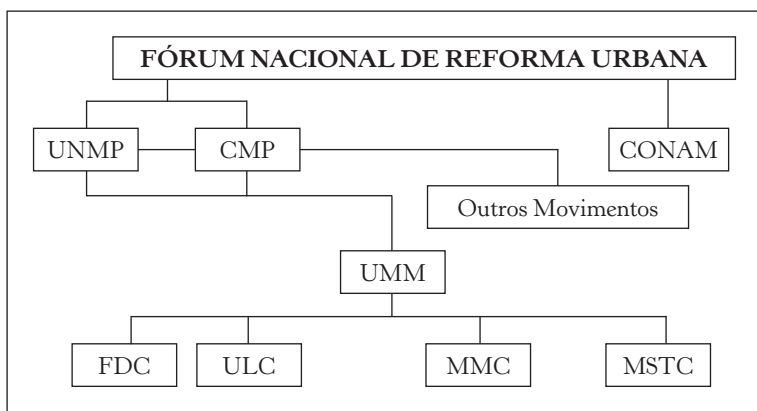 FÓRUM NACIONAL DE REFORMA URBANA
UNMP
CMP
CONAM
Outros Movimentos
UMM
FDC
ULC
MMC
MSTC